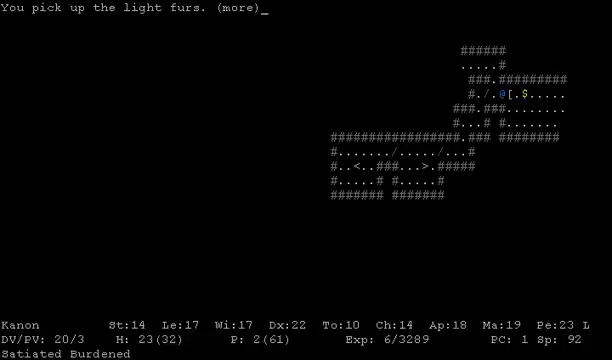 You pick up the light furs. (more)_
######
.....#
###.#########
#./.@[.$.....
###.###........
#...# #.......
#################.### ########
#......./...../...#
#..<..###...>.#####
#.....# #.....#
####### #######
Kanon St:14 Le:17 Wi:17 Dx:22 To:10 Ch:14 Ap:18 Ma:19 Pe:23 L
DV/PV: 20/3 H: 23(32) P: 2(61) Exp: 6/3289 PC: 1 Sp: 92
Satiated Burdened